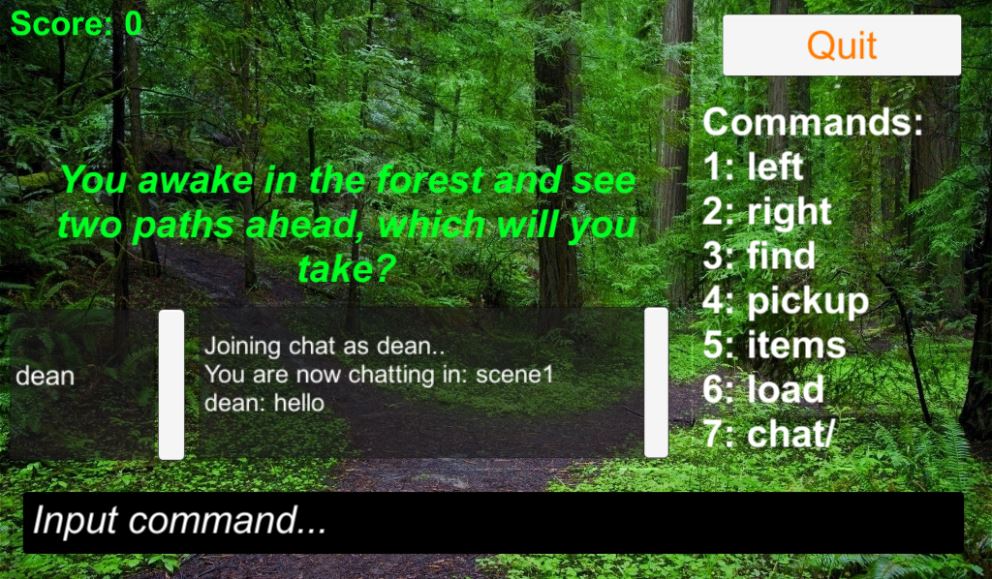 Score: 0
Quit
You awake in the forest and see
two paths ahead, which will you
take?
Commands:
1: left
2: right
3: find
4: pickup
5: items
6: load
7: chat/
dean
Joining chat as dean..
You are now chatting in: scene1
dean: hello
Input command...